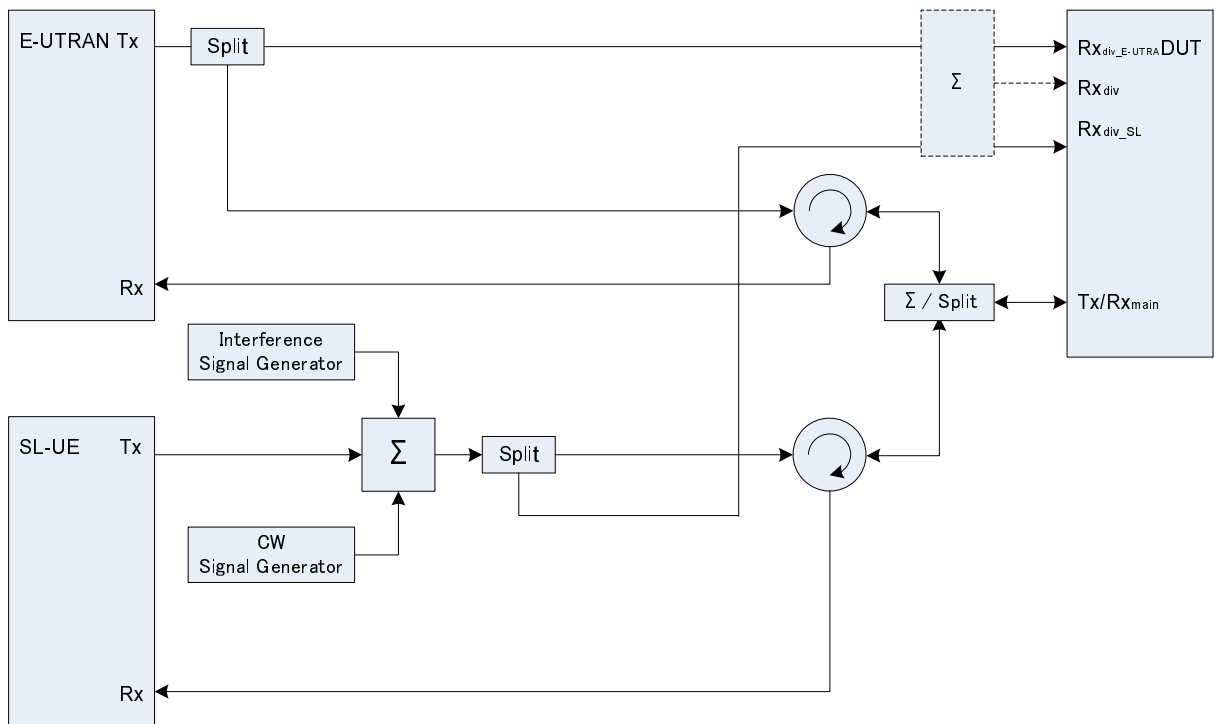 E-UTRAN Tx
Split
Σ
Rxdiv_E-UTRA DUT
Rxdiv
Rxdiv_SL
Rx
Σ / Split
Tx/Rxmain
Interference
Signal Generator
SL-UE Tx
Σ
Split
CW
Signal Generator
Rx